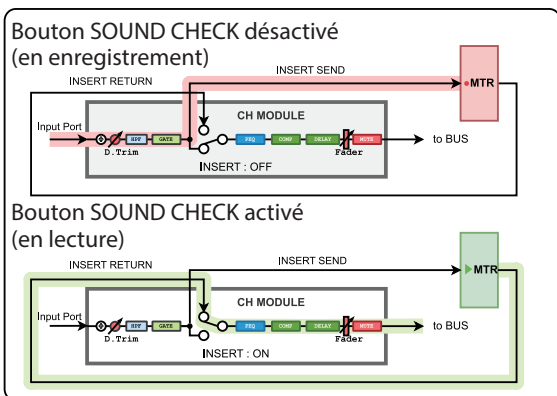 Bouton SOUND CHECK désactivé
(en enregistrement)
INSERT RETURN
INSERT SEND
MTR
CH MODULE
Input Port
HPF
GATE
PEQ
COMP
DELAY
MUTE
to BUS
D.Trim
Fader
INSERT : OFF
Bouton SOUND CHECK activé
(en lecture)
INSERT RETURN
INSERT SEND
MTR
CH MODULE
Input Port
HPF
GATE
PEQ
COMP
DELAY
MUTE
to BUS
D.Trim
Fader
INSERT : ON